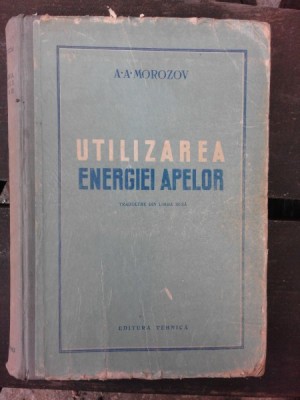 A·A·MOROZOV
UTILIZAREA
ENERGIEI APELOR
TRADUCERE DIN LIMBA RUSĂ
EDITURA TEHNICĂ